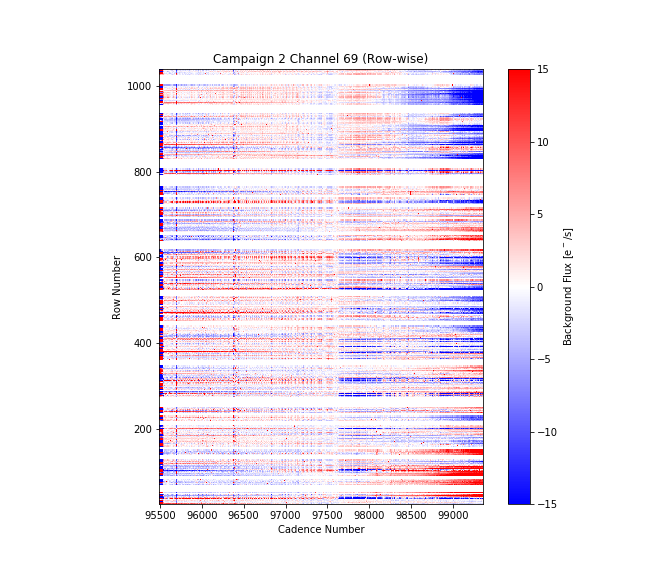 Campaign 2 Channel 69 (Row-wise)
1000
800
600
400
200
Row Number
95500 96000 96500 97000 97500 98000 98500 99000
Cadence Number
15
10
5
0
−5
−10
−15
Background Flux [e⁻/s]